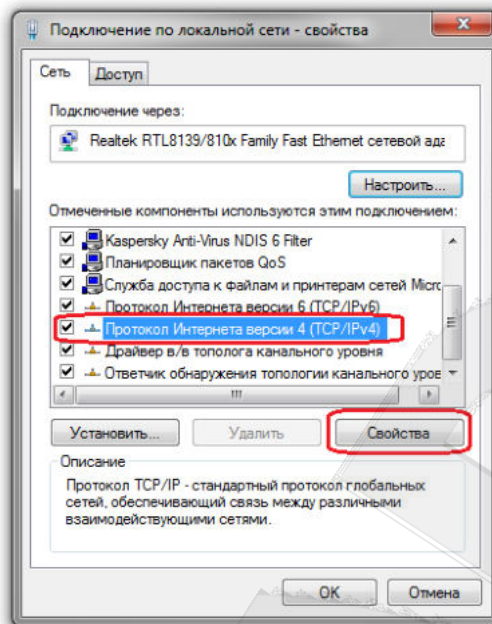 Подключение по локальной сети - свойства
Сеть
Доступ
Подключение через:
Realtek RTL8139/810x Family Fast Ethernet сетевой ада
Настроить...
Отмеченные компоненты используются этим подключением:
Kaspersky Anti-Virus NDIS 6 Filter
Планировщик пакетов QoS
Служба доступа к файлам и принтерам сетей Micro
Протокол Интернета версии 6 (TCP/IPv6)
Протокол Интернета версии 4 (TCP/IPv4)
Драйвер в/в тополога канального уровня
Ответчик обнаружения топологии канального уров
Установить...
Удалить
Свойства
Описание
Протокол TCP/IP - стандартный протокол глобальных
сетей, обеспечивающий связь между различными
взаимодействующими сетями.
OK
Отмена